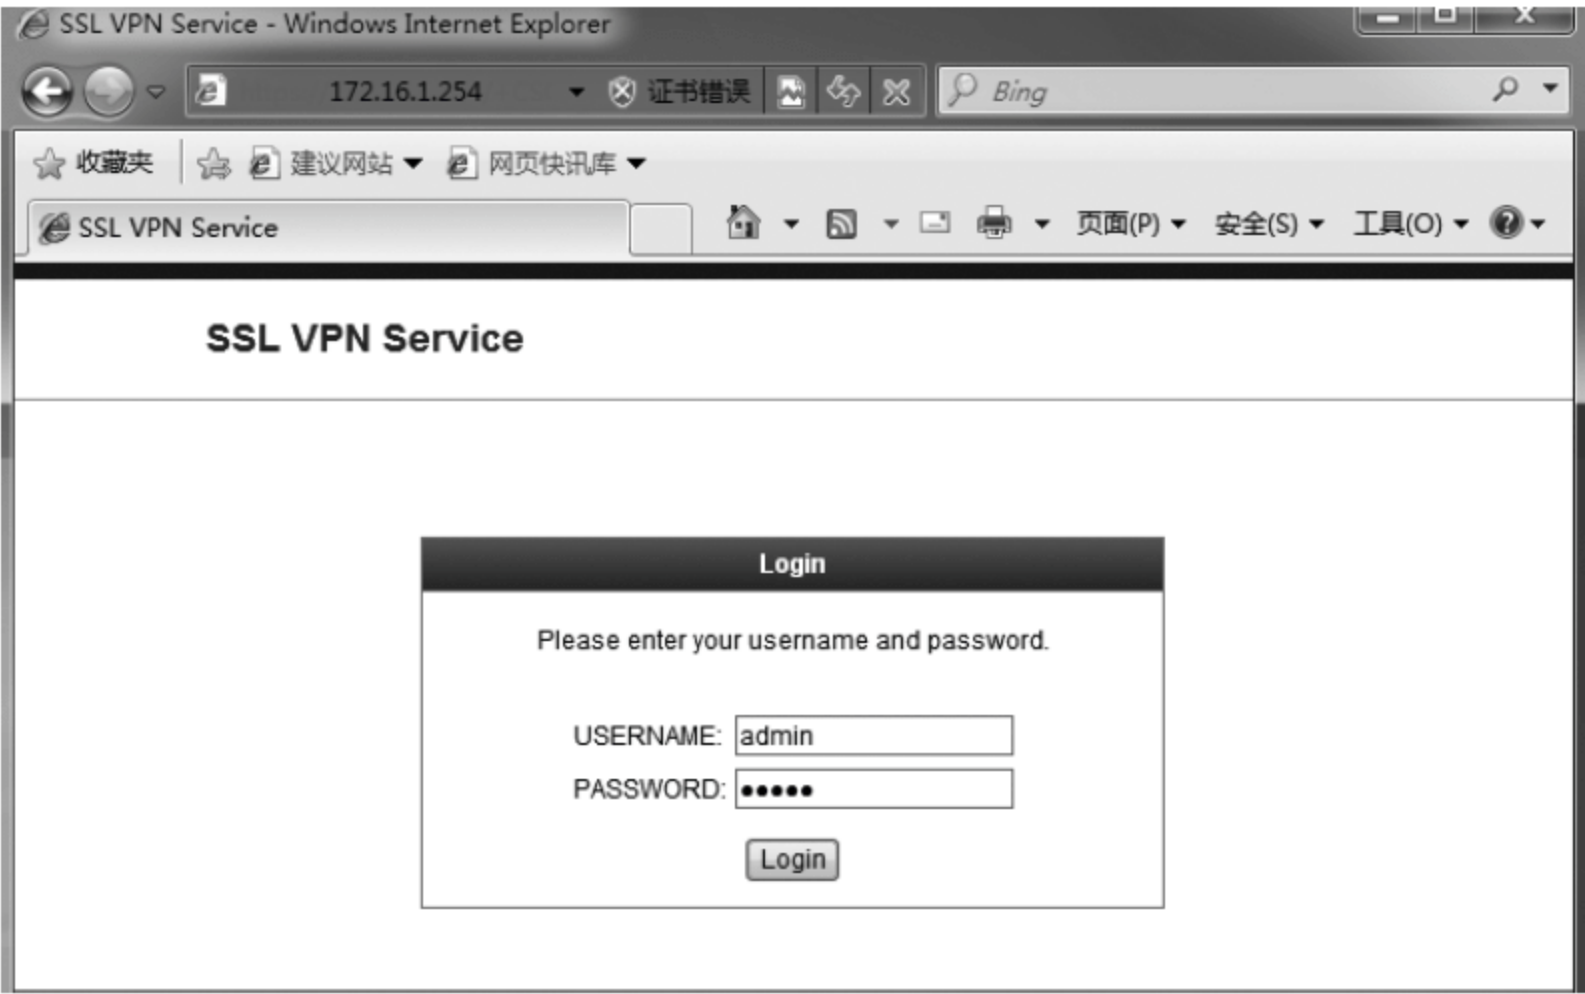 SSL VPN Service - Windows Internet Explorer
172.16.1.254 证书错误 Bing
收藏夹 建议网站 网页快讯库
SSL VPN Service 页面(P) 安全(S) 工具(O)
SSL VPN Service
Login
Please enter your username and password.
USERNAME: admin
PASSWORD: •••••
Login